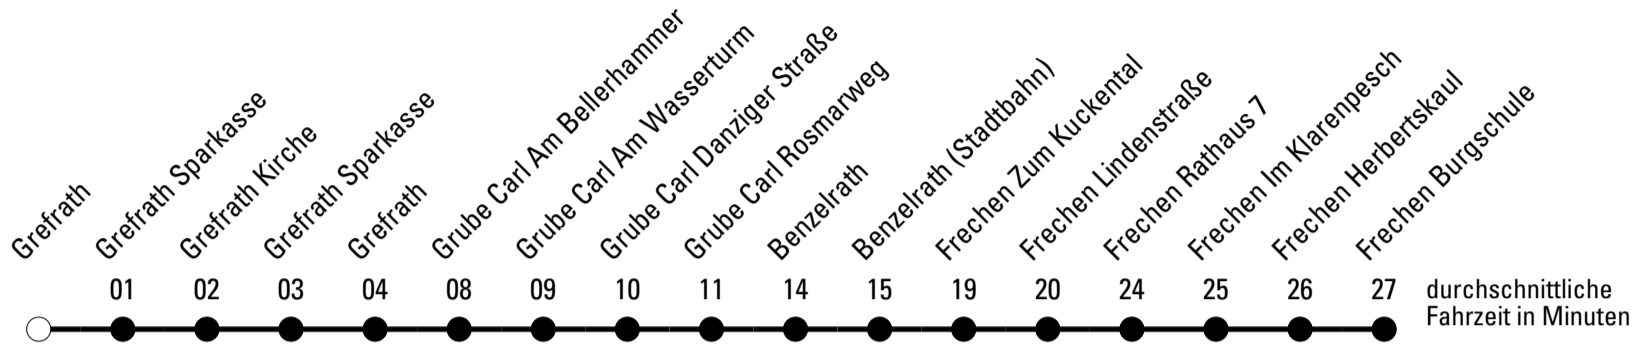 Grefrath
Grefrath Sparkasse
Grefrath Kirche
Grefrath Sparkasse
Grefrath
Grube Carl Am Bellerhammer
Grube Carl Am Wasserturm
Grube Carl Danziger Straße
Grube Carl Rosmarweg
Benzelrath
Benzelrath (Stadtbahn)
Frechen Zum Kuckental
Frechen Lindenstraße
Frechen Rathaus 7
Frechen Im Klarenpesch
Frechen Herbertskaul
Frechen Burgschule
01 02 03 04 08 09 10 11 14 15 19 20 24 25 26 27 durchschnittliche
Fahrzeit in Minuten